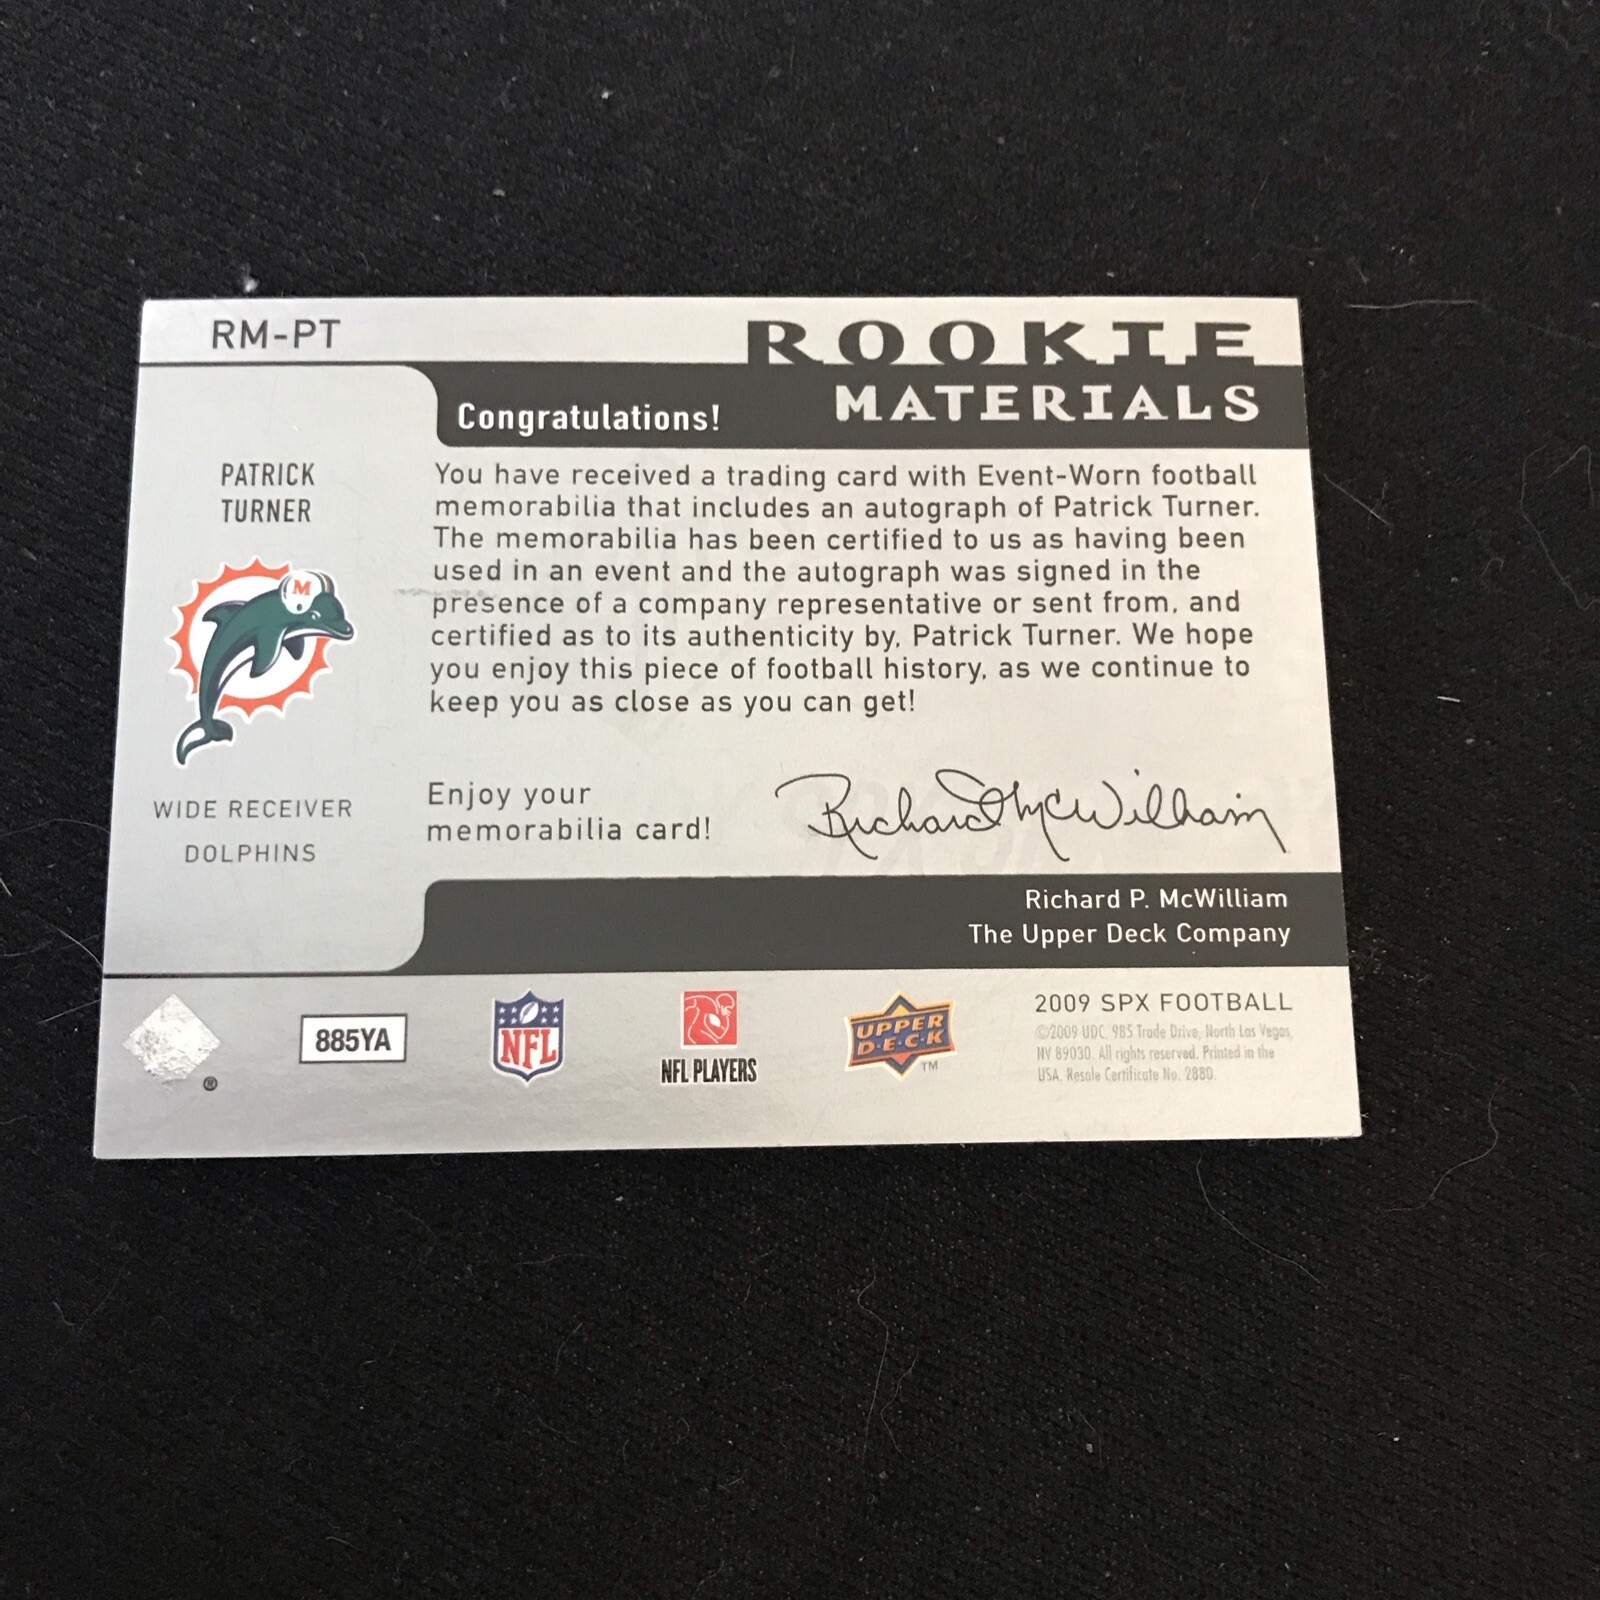 RM-PT
ROOKIE
MATERIALS
Congratulations!
PATRICK
TURNER
M
WIDE RECEIVER
DOLPHINS
You have received a trading card with Event-Worn football
memorabilia that includes an autograph of Patrick Turner.
The memorabilia has been certified to us as having been
used in an event and the autograph was signed in the
presence of a company representative or sent from, and
certified as to its authenticity by, Patrick Turner. We hope
you enjoy this piece of football history, as we continue to
keep you as close as you can get!
Enjoy your
memorabilia card!
Richard McWilliam
Richard P. McWilliam
The Upper Deck Company
®
885YA
NFL
NFL PLAYERS
UPPER
D·E·C·K
TM
2009 SPX FOOTBALL
©2009 UDC, 985 Trade Drive, North Las Vegas,
NV 89030. All rights reserved. Printed in the
USA. Resale Certificate No. 2880.